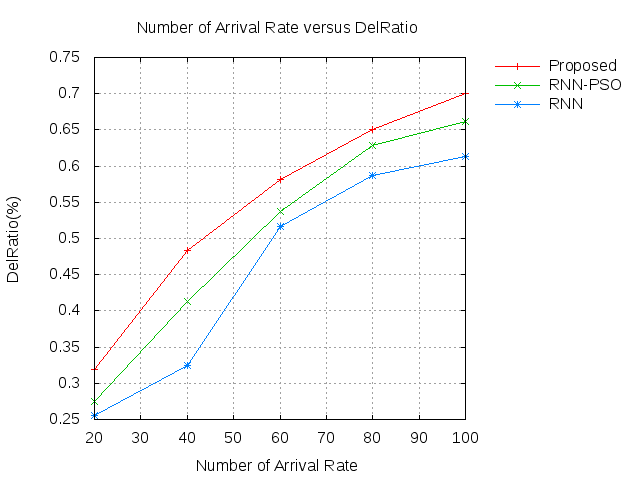 Number of Arrival Rate versus DelRatio
0.75
0.7
0.65
0.6
0.55
0.5
0.45
0.4
0.35
0.3
0.25
20 30 40 50 60 70 80 90 100
DelRatio(%)
Number of Arrival Rate
Proposed
RNN-PSO
RNN